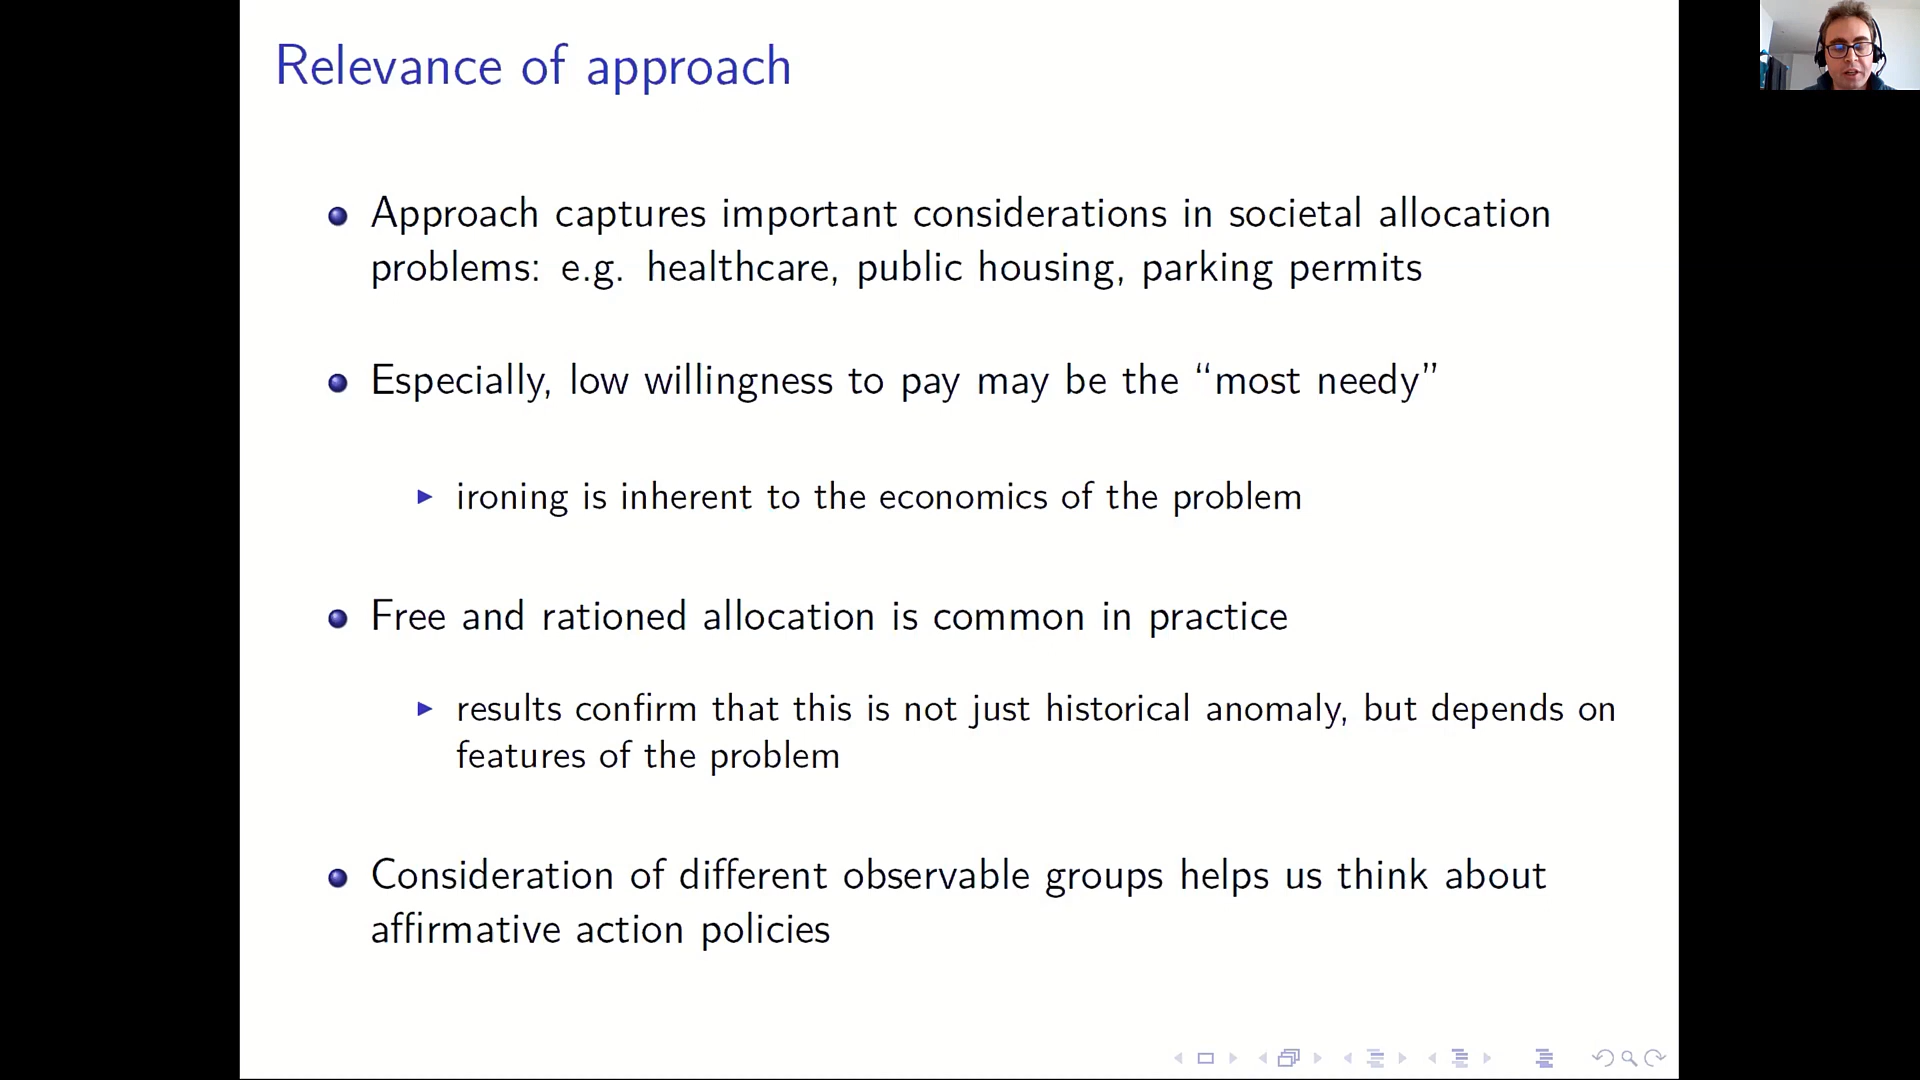 Relevance of approach
Approach captures important considerations in societal allocation
problems: e.g. healthcare, public housing, parking permits
Especially, low willingness to pay may be the “most needy”
ironing is inherent to the economics of the problem
Free and rationed allocation is common in practice
results confirm that this is not just historical anomaly, but depends on
features of the problem
Consideration of different observable groups helps us think about
affirmative action policies